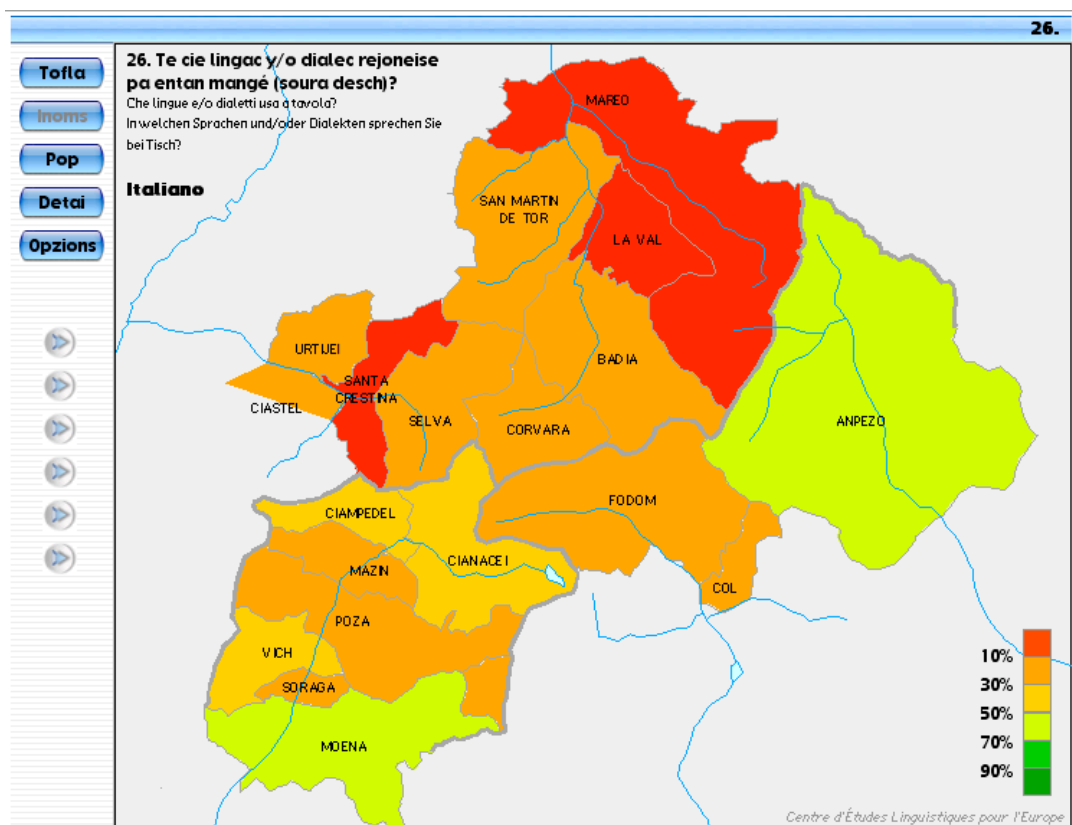 26.
26. Te cie lingac y/o dialec rejoneise
pa entan mangé (soura desch)?
Che lingue e/o dialetti usa a tavola?
In welchen Sprachen und/oder Dialekten sprechen Sie
bei Tisch?
Italiano
Tofla
Inoms
Pop
Detai
Opzions
MAREO
SAN MARTIN
DE TOR
LA VAL
URTIJEI
SANTA
CRESTINA
BADIA
CIASTEL
SELVA
CORVARA
ANPEZO
FODOM
CIAMPEDEL
CIANACEI
MAZIN
COL
POZA
VICH
SORAGA
MOENA
10%
30%
50%
70%
90%
Centre d'Études Linguistiques pour l'Europe